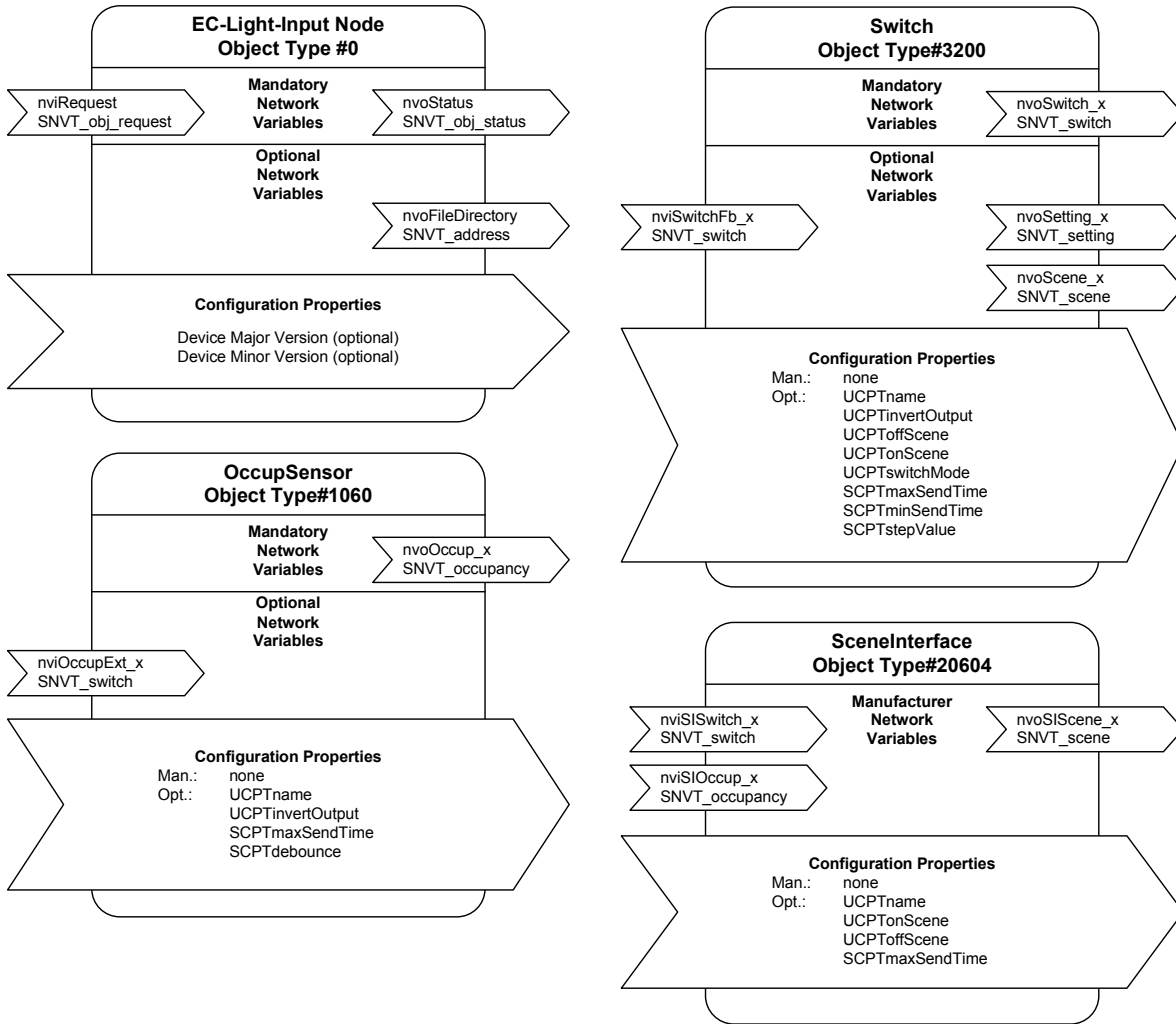 EC-Light-Input Node
Object Type #0
Mandatory
Network
Variables
nviRequest
SNVT_obj_request
nvoStatus
SNVT_obj_status
Optional
Network
Variables
nvoFileDirectory
SNVT_address
Configuration Properties
Device Major Version (optional)
Device Minor Version (optional)
OccupSensor
Object Type#1060
Mandatory
Network
Variables
nvoOccup_x
SNVT_occupancy
Optional
Network
Variables
nviOccupExt_x
SNVT_switch
Configuration Properties
Man.: none
Opt.: UCPTname
UCPTinvertOutput
SCPTmaxSendTime
SCPTdebounce
Switch
Object Type#3200
Mandatory
Network
Variables
nvoSwitch_x
SNVT_switch
Optional
Network
Variables
nviSwitchFb_x
SNVT_switch
nvoSetting_x
SNVT_setting
nvoScene_x
SNVT_scene
Configuration Properties
Man.: none
Opt.: UCPTname
UCPTinvertOutput
UCPToffScene
UCPTonScene
UCPTswitchMode
SCPTmaxSendTime
SCPTminSendTime
SCPTstepValue
SceneInterface
Object Type#20604
Manufacturer
Network
Variables
nviSISwitch_x
SNVT_switch
nvoSIScene_x
SNVT_scene
nviSIOccup_x
SNVT_occupancy
Configuration Properties
Man.: none
Opt.: UCPTname
UCPTonScene
UCPToffScene
SCPTmaxSendTime